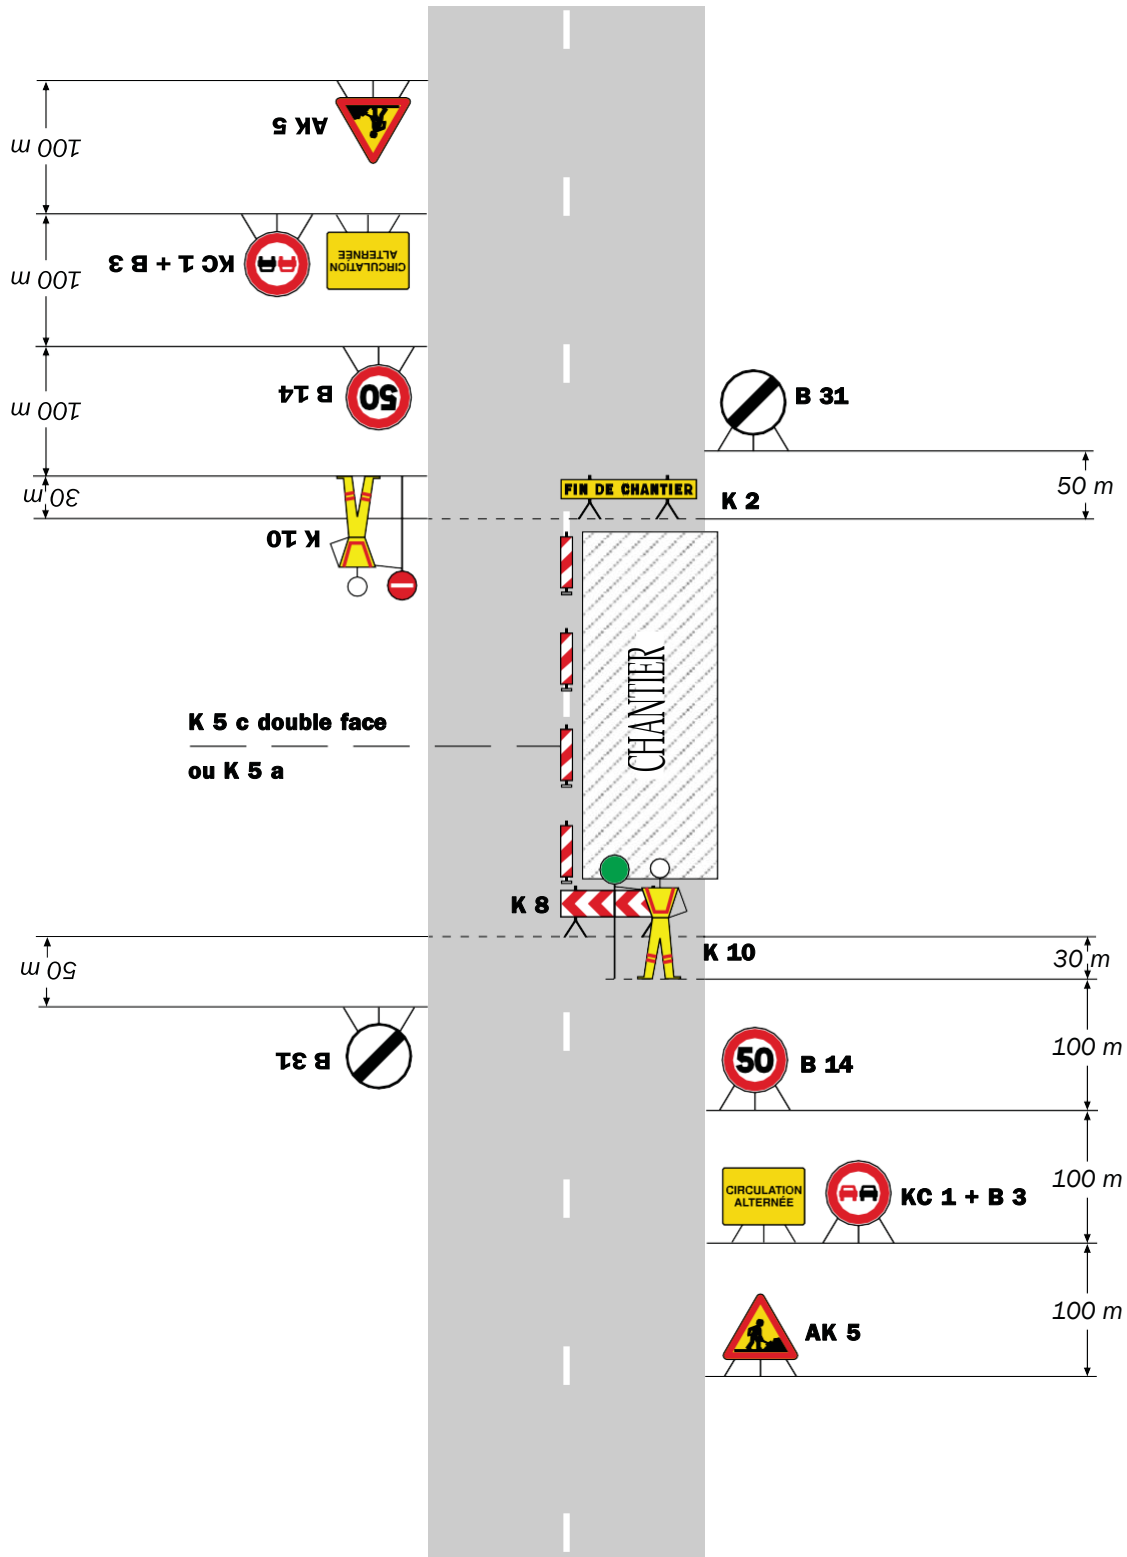 AK 5
100 m
KC 1 + B 3
CIRCULATION
ALTERNÉE
100 m
B 14
50
100 m
B 31
50 m
30 m
FIN DE CHANTIER
K 2
K 10
CHANTIER
K 5 c double face
ou K 5 a
K 8
K 10
30 m
50 m
B 31
50
B 14
100 m
CIRCULATION
ALTERNÉE
KC 1 + B 3
100 m
AK 5
100 m